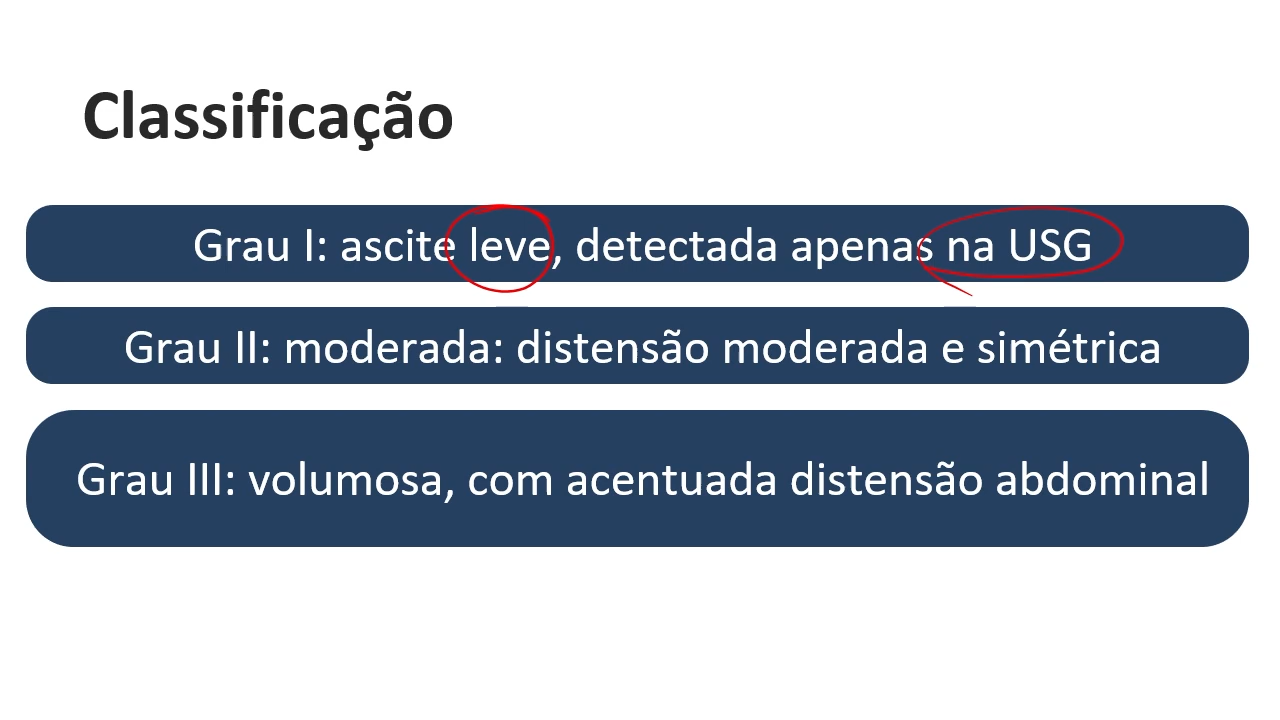 Classificação
Grau I: ascite leve, detectada apenas na USG
Grau II: moderada: distensão moderada e simétrica
Grau III: volumosa, com acentuada distensão abdominal